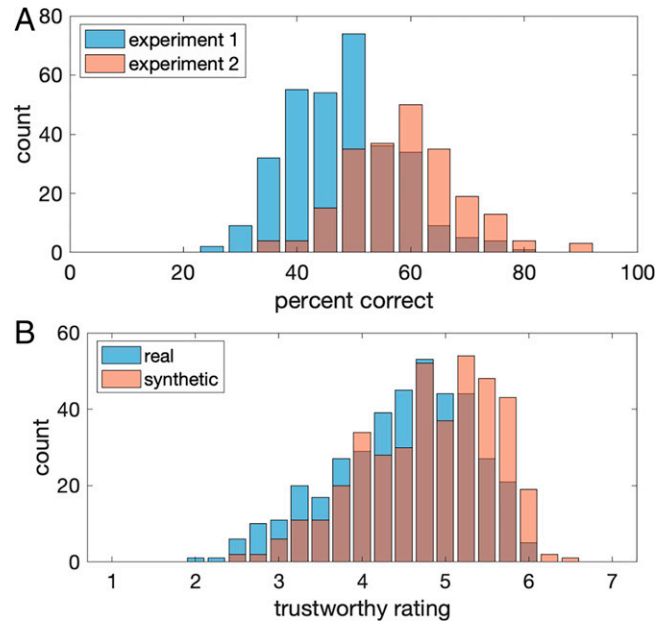 A
80
experiment 1
experiment 2
60
40
20
0
count
0 20 40 60 80 100
percent correct
B
60
real
synthetic
40
20
0
count
1 2 3 4 5 6 7
trustworthy rating